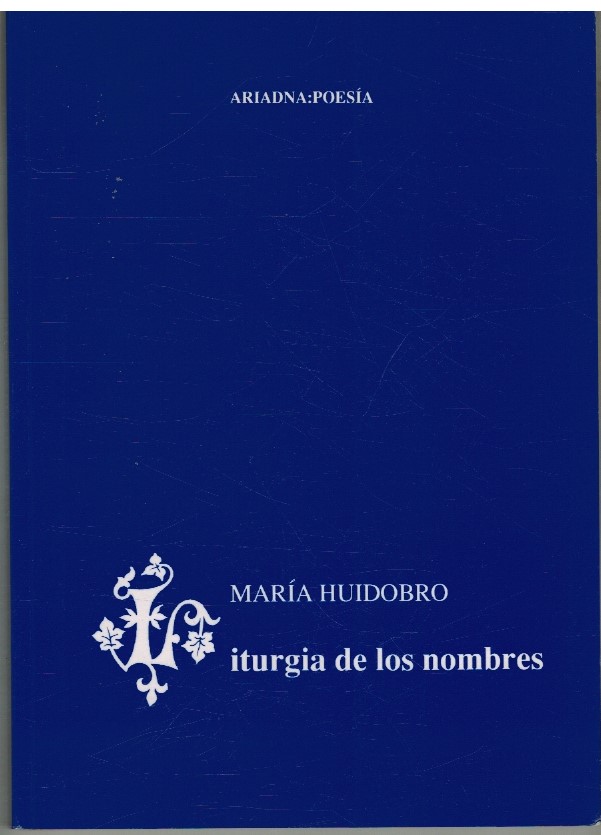 ARIADNA:POESÍA
MARÍA HUIDOBRO
Liturgia de los nombres